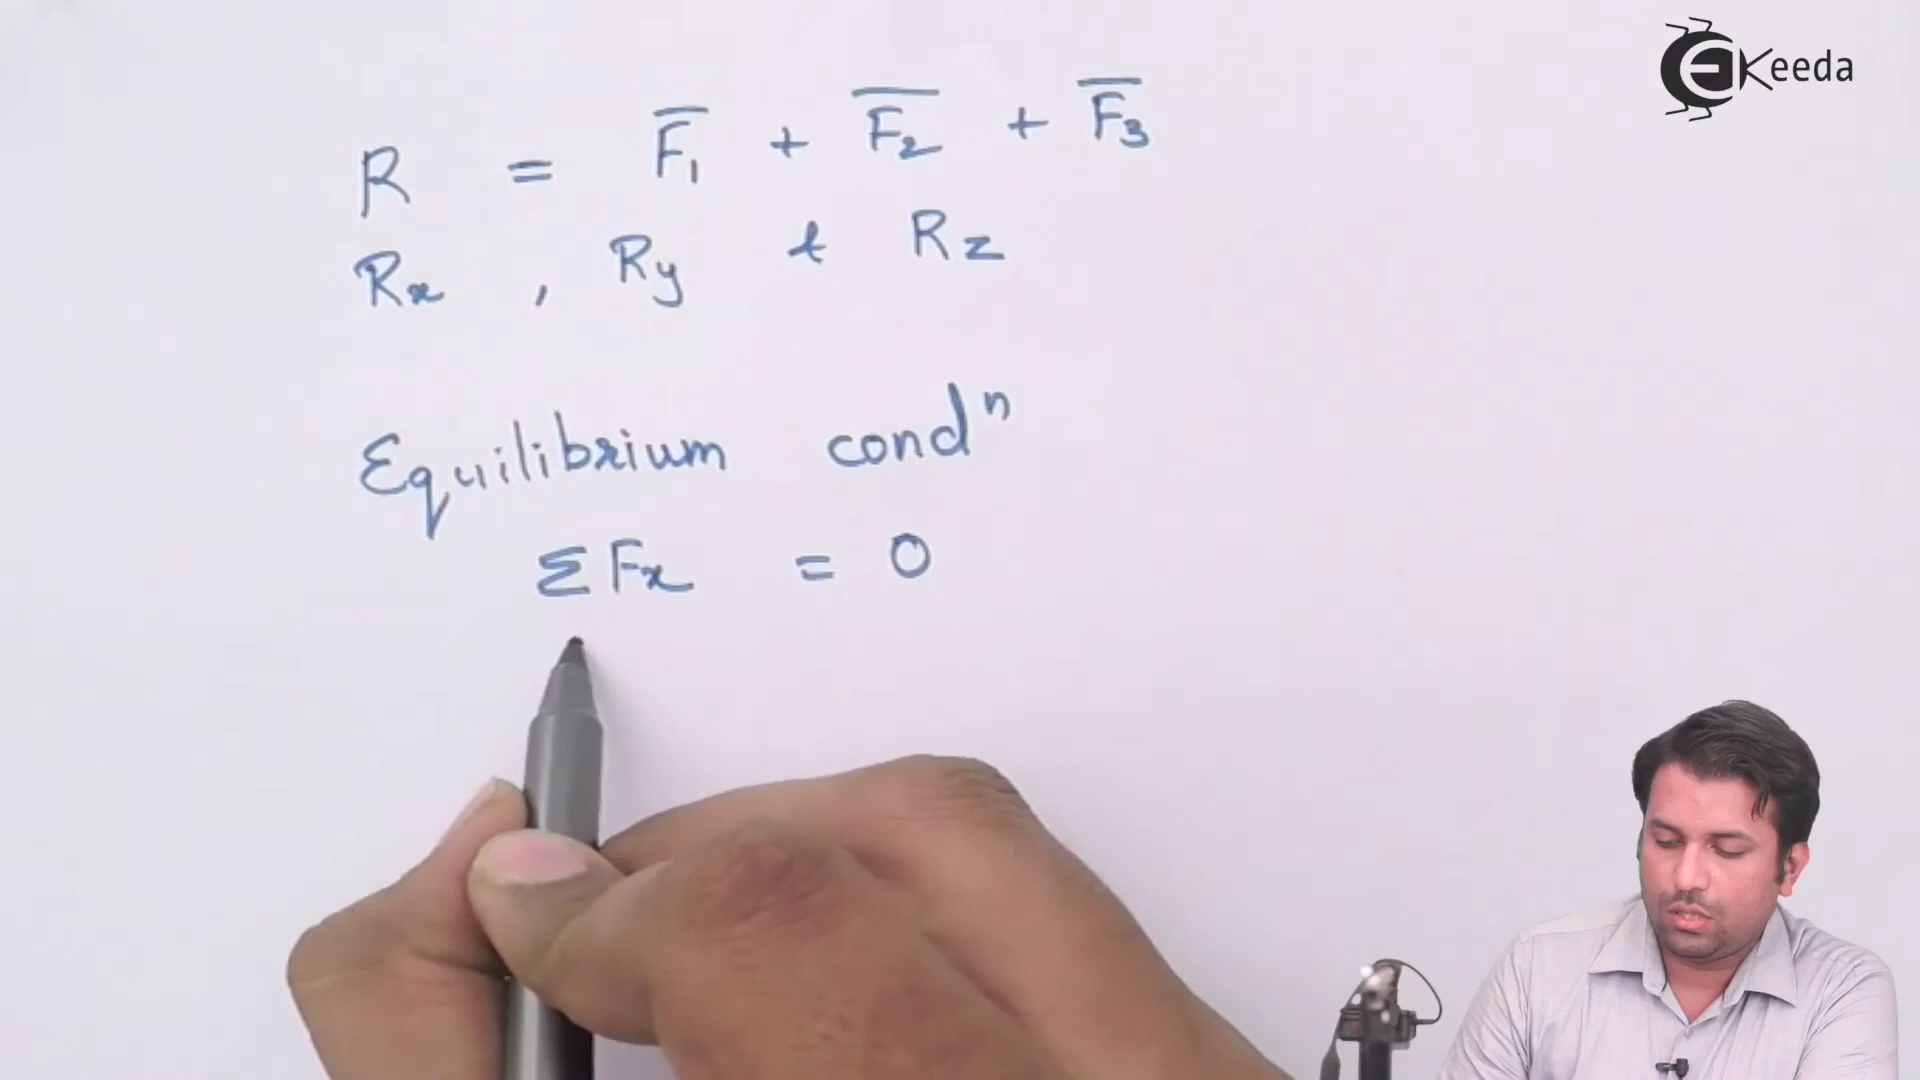 EKeeda
R = F̅₁ + F̅₂ + F̅₃
Rx , Ry & Rz
Equilibrium condⁿ
ΣFx = 0